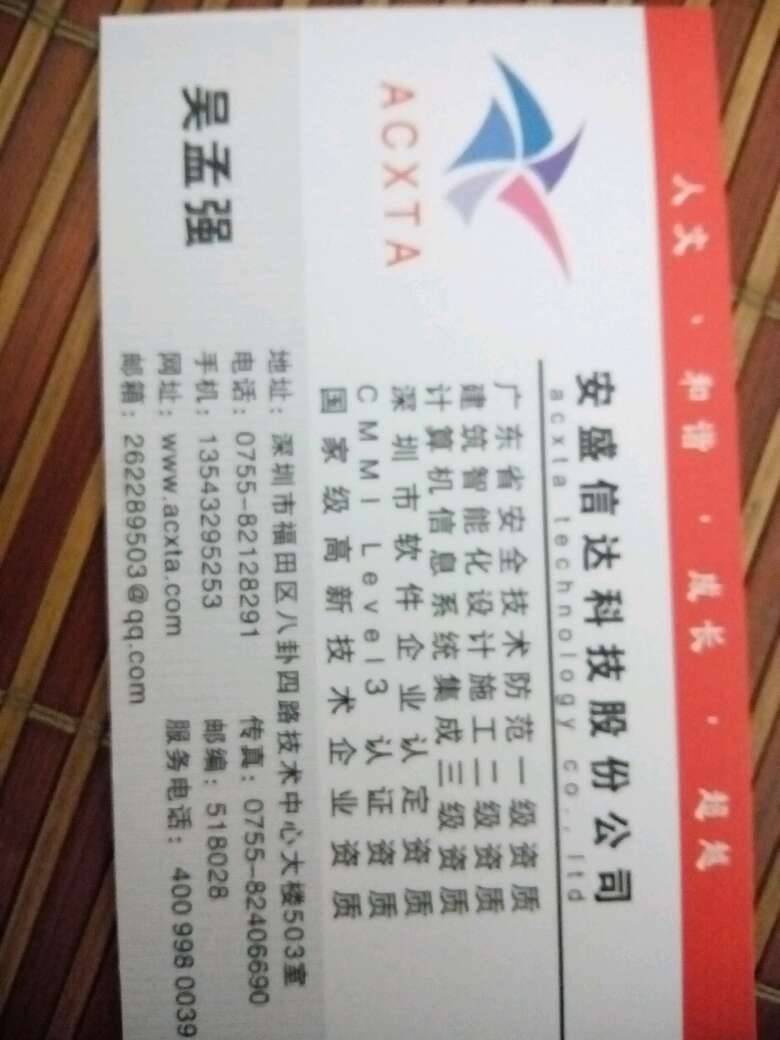 人文、和谐·成长·超越
ACXTA
安盛信达科技股份公司
acxta technology co., ltd
广东省安全技术防范一级资质
建筑智能化设计施工二级资质
计算机信息系统集成三级资质
深圳市软件企业认定资质
CMMI Level3 认证资质
国家级高新技术企业资质
吴孟强
地址：深圳市福田区八卦四路技术中心大楼503室
电话：0755-82128291 传真：0755-82406690
手机：13543295253 邮编：518028
网址：www.acxta.com 服务电话：400 998 0039
邮箱：2622289503@qq.com